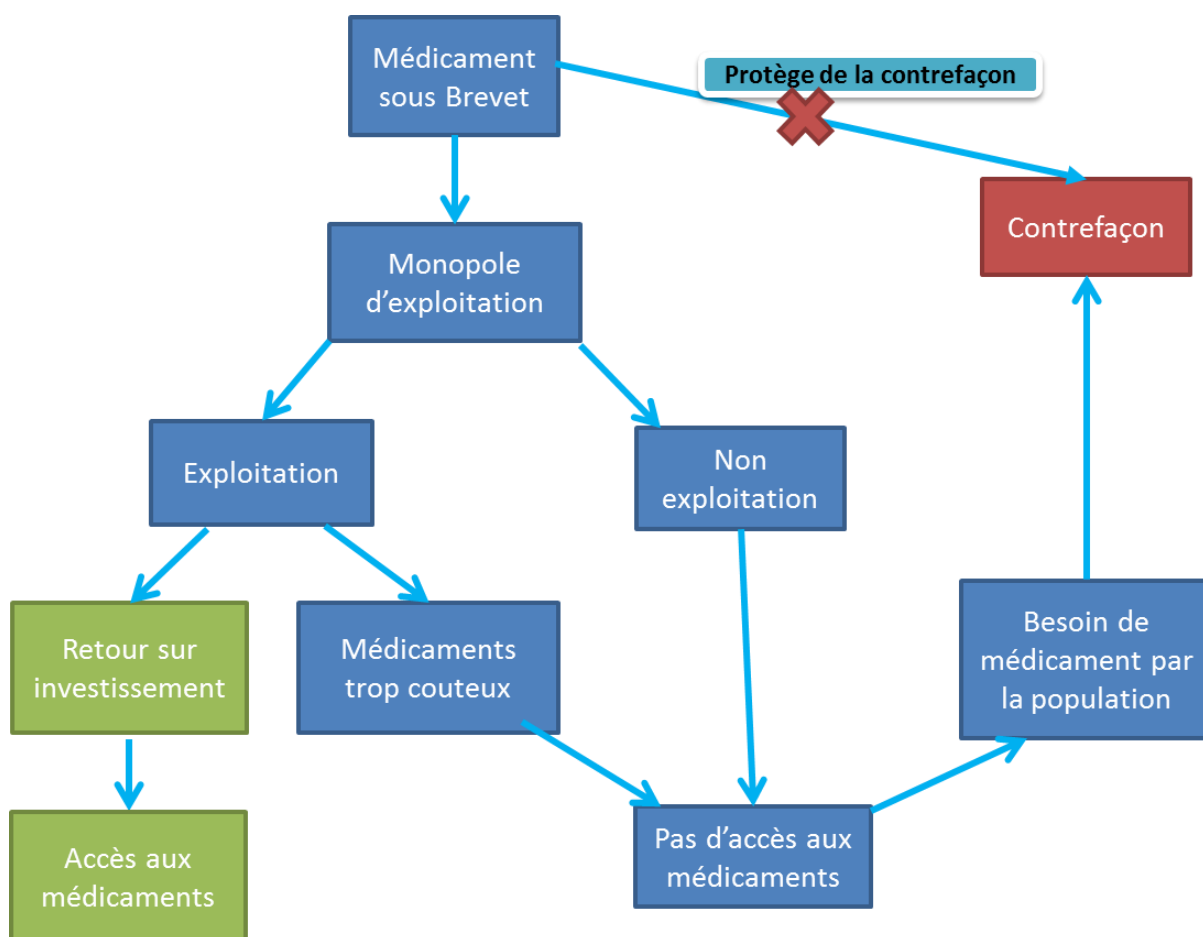 Médicament
sous Brevet
Protège de la contrefaçon
Contrefaçon
Monopole
d’exploitation
Exploitation
Non
exploitation
Retour sur
investissement
Médicaments
trop couteux
Besoin de
médicament par
la population
Accès aux
médicaments
Pas d’accès aux
médicaments